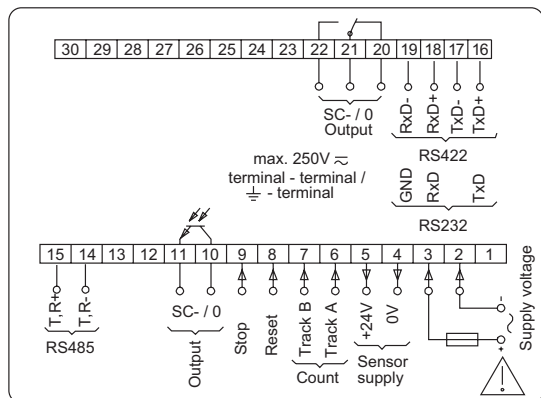 30 29 28 27 26 25 24 23 22 21 20 19 18 17 16
SC- / 0
Output
RxD-
RxD+
TxD-
TxD+
RS422
max. 250V ⎓
terminal - terminal /
⏚ - terminal
GND
RxD
TxD
RS232
15 14 13 12 11 10 9 8 7 6 5 4 3 2 1
T,R+
T,R-
RS485
SC- / 0
Output
Stop
Reset
Track B
Track A
Count
+24V
0V
Sensor
supply
-
+
Supply voltage
!